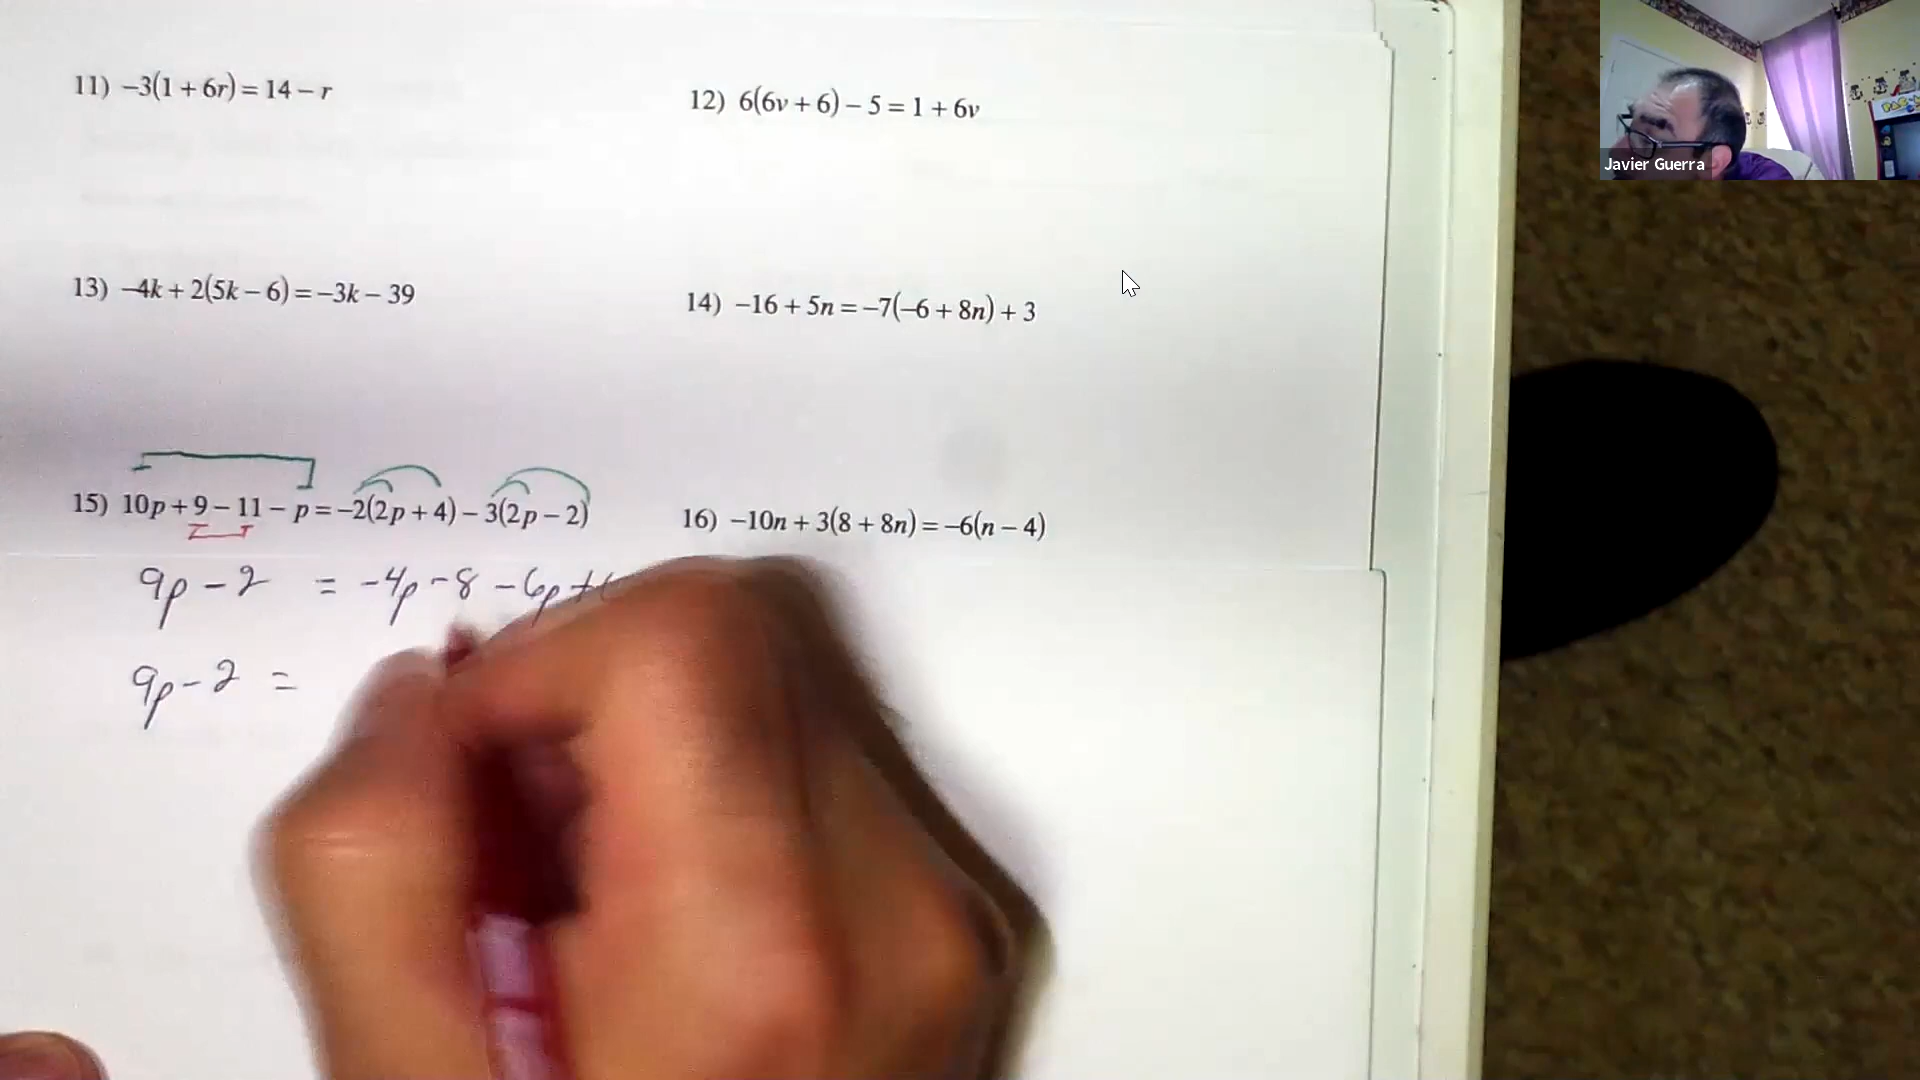 11) −3(1 + 6r) = 14 − r
12) 6(6v + 6) − 5 = 1 + 6v
Javier Guerra
13) −4k + 2(5k − 6) = −3k − 39
14) −16 + 5n = −7(−6 + 8n) + 3
15) 10p + 9 − 11 − p = −2(2p + 4) − 3(2p − 2)
16) −10n + 3(8 + 8n) = −6(n − 4)
9p − 2 = −4p − 8 − 6p +
9p − 2 =